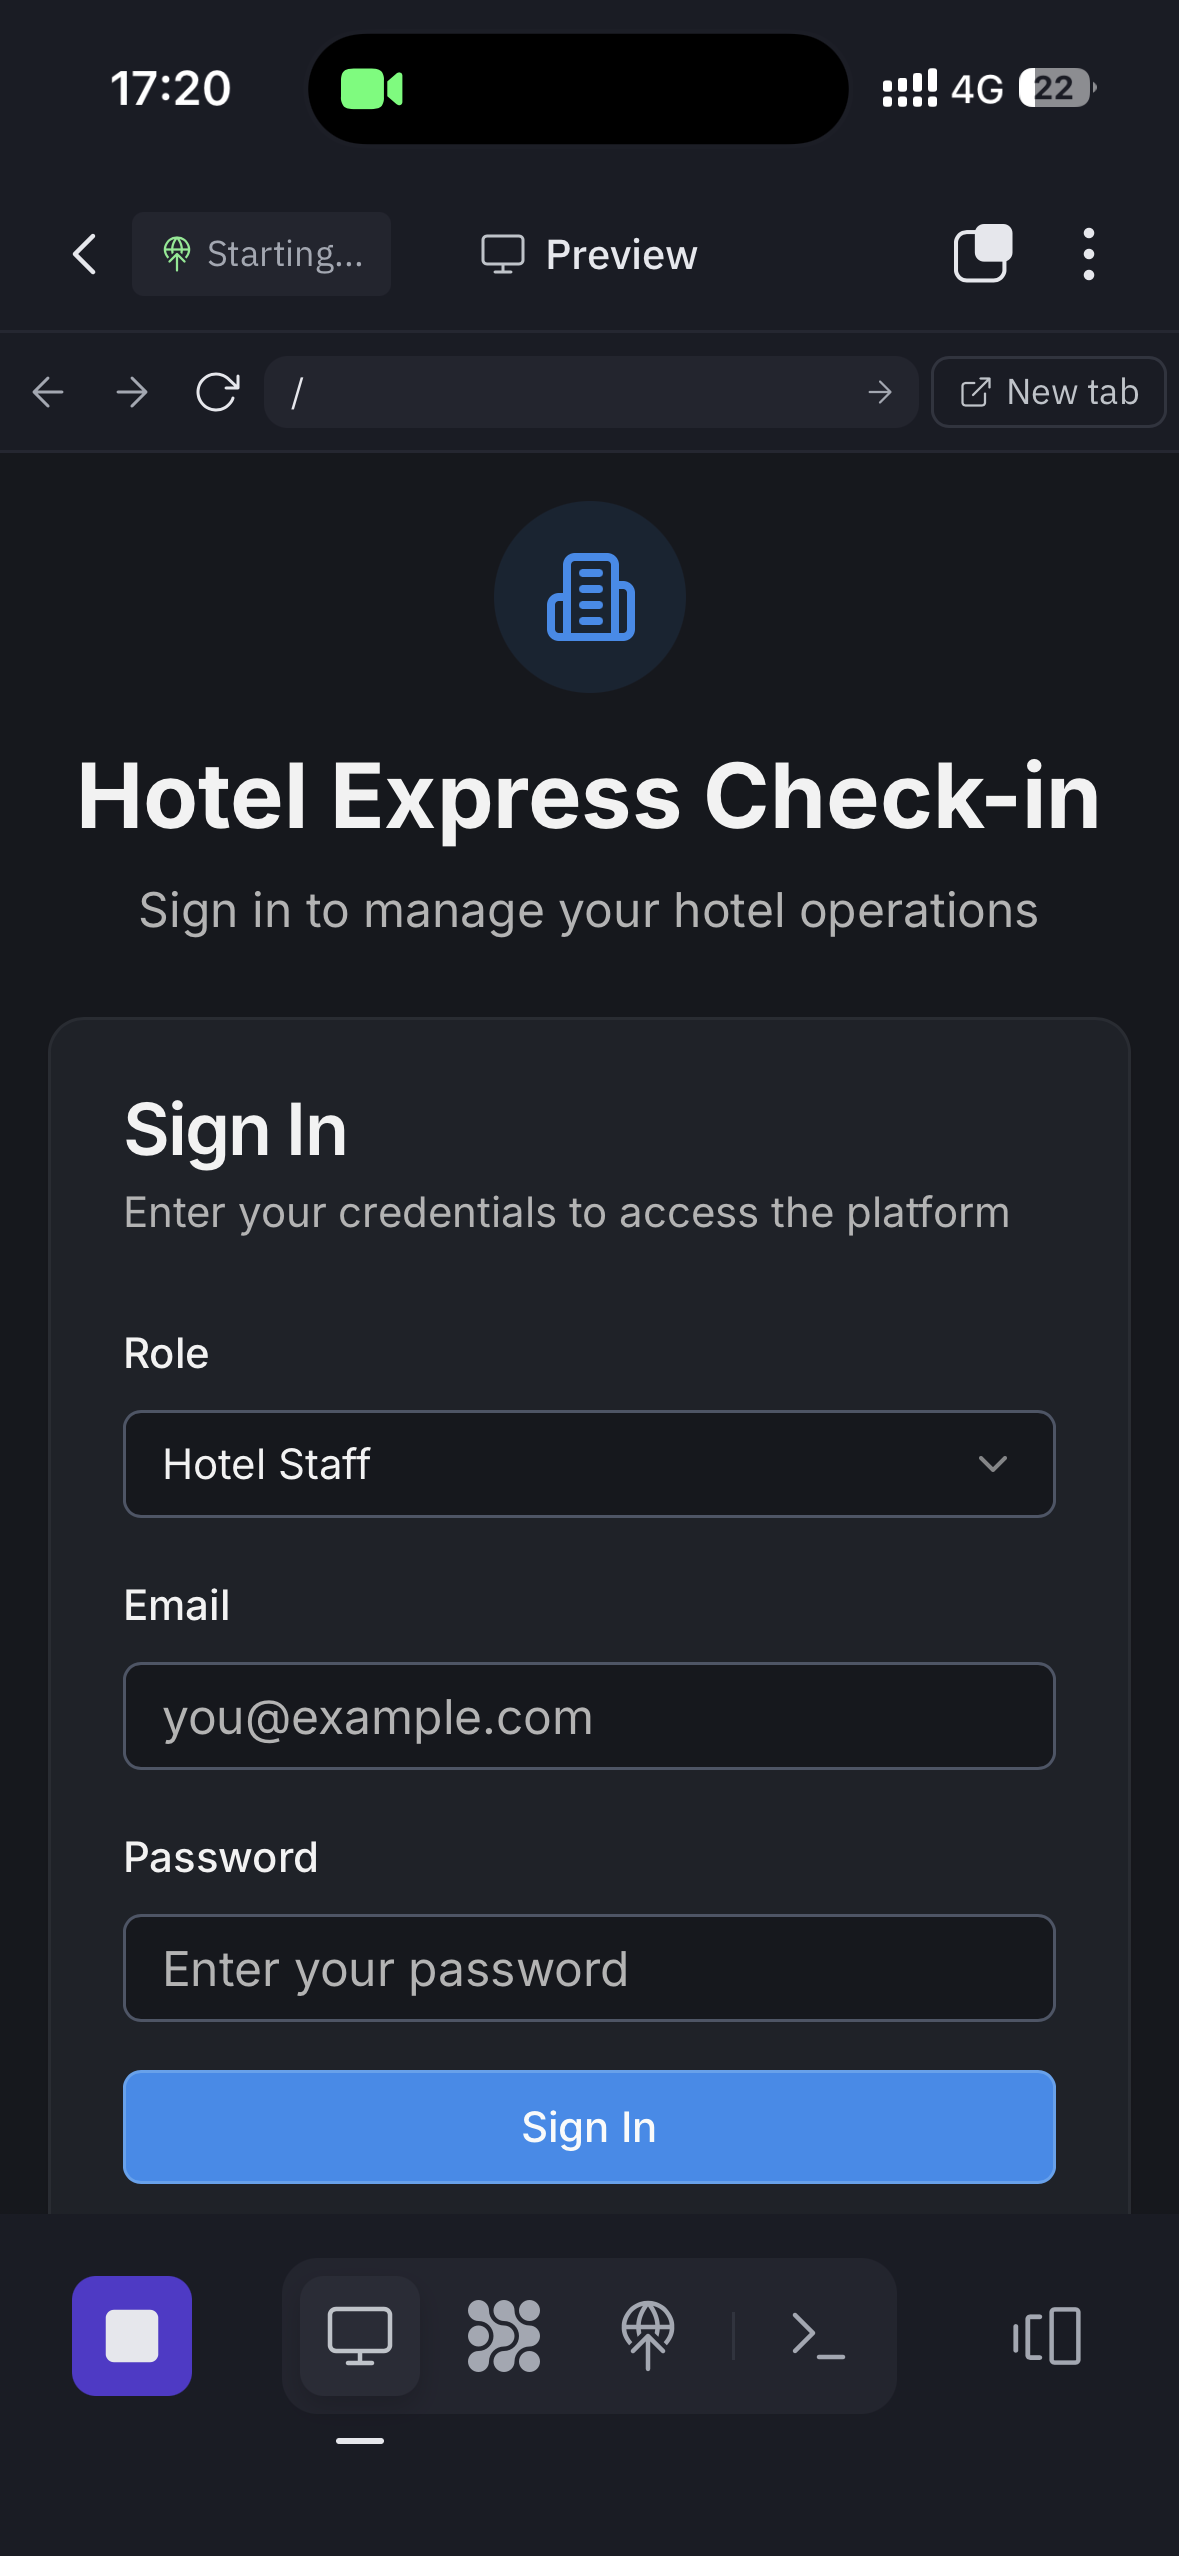 17:20
4G
22
Starting...
Preview
/
New tab
Hotel Express Check-in
Sign in to manage your hotel operations
Sign In
Enter your credentials to access the platform
Role
Hotel Staff
Email
you@example.com
Password
Enter your password
Sign In